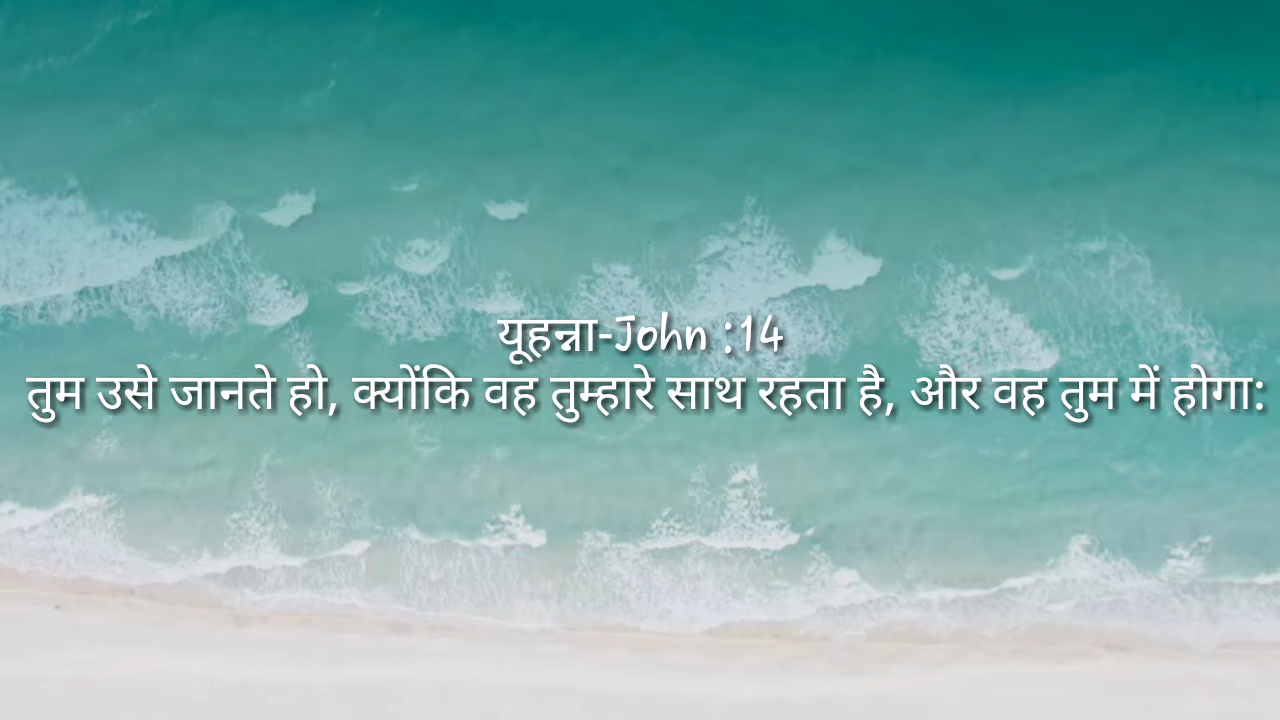 यूहन्ना-John :14
तुम उसे जानते हो, क्योंकि वह तुम्हारे साथ रहता है, और वह तुम में होगा: